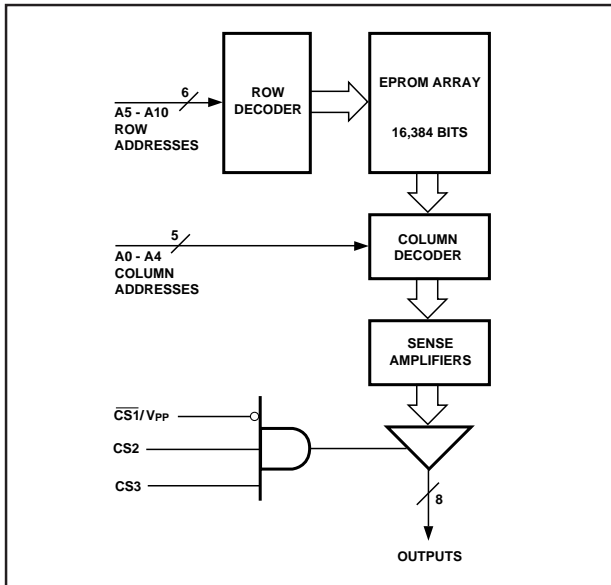 6
A5 - A10
ROW
ADDRESSES
ROW
DECODER
EPROM ARRAY
16,384 BITS
5
A0 - A4
COLUMN
ADDRESSES
COLUMN
DECODER
SENSE
AMPLIFIERS
C̅S̅1̅/VPP
CS2
CS3
8
OUTPUTS